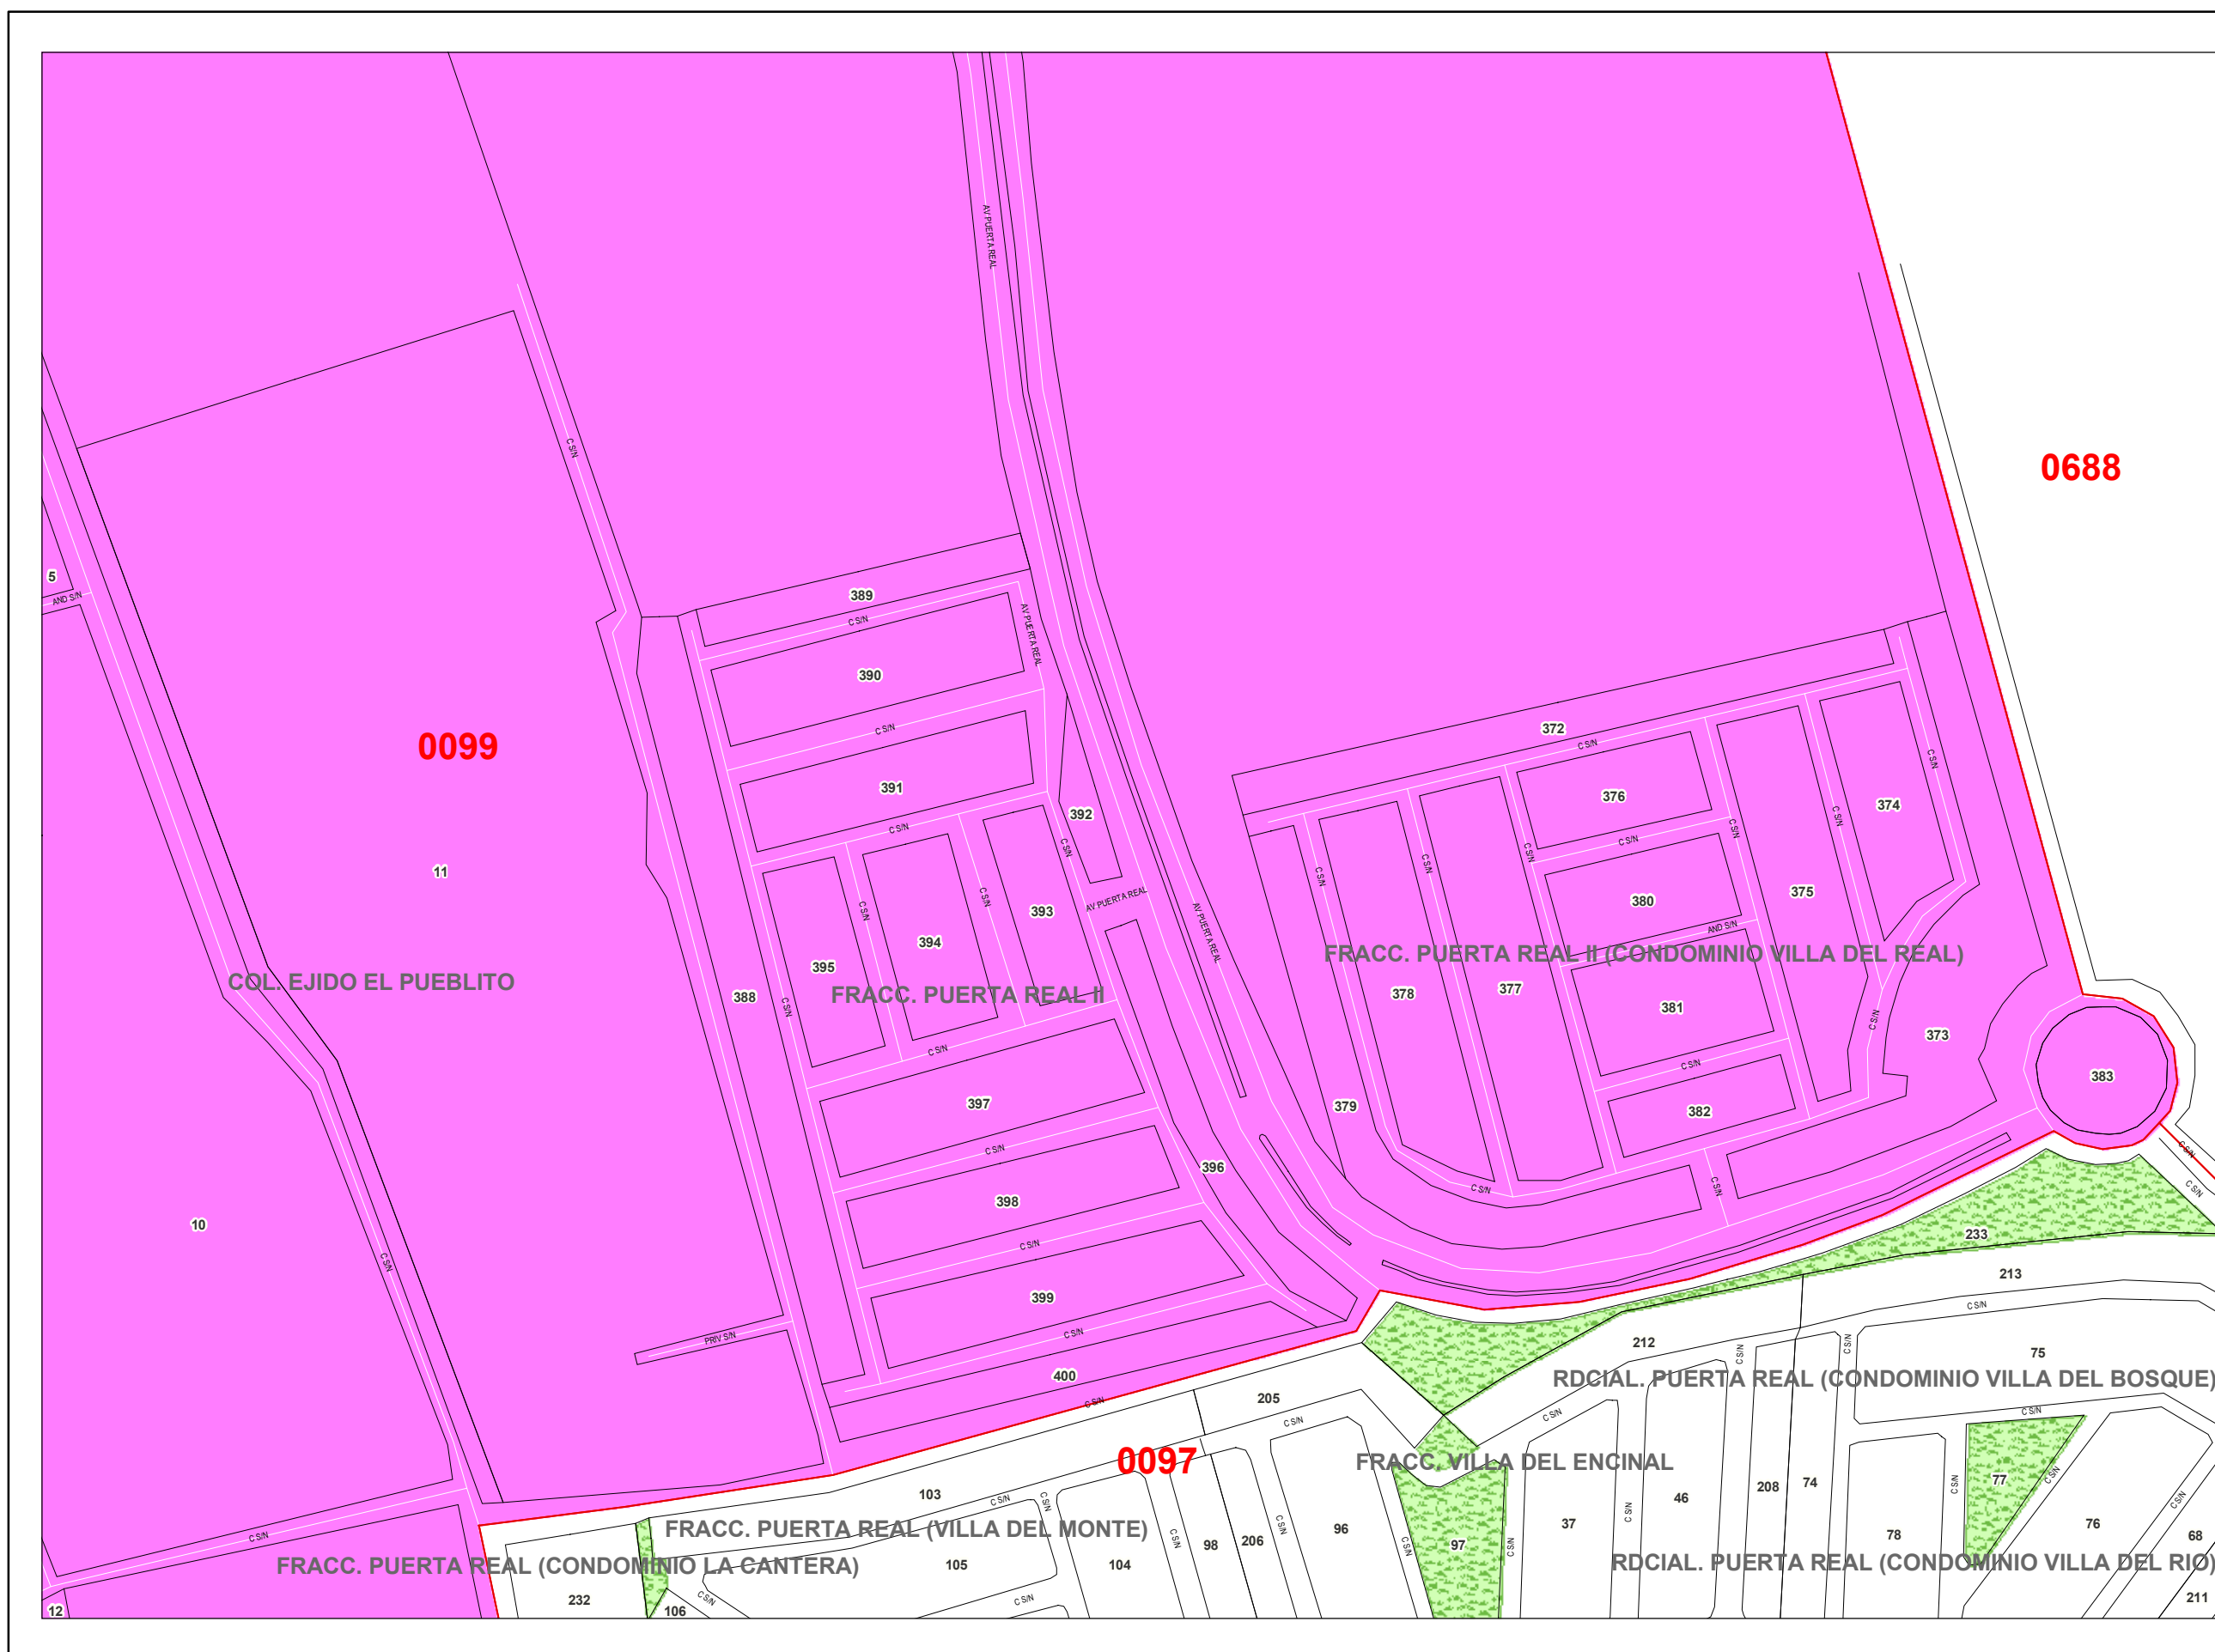 AV PUERTA REAL
0688
C S/N
5
AND S/N
389
C S/N
AV PUERTA REAL
390
C S/N
372
C S/N
0099
391
376
374
C S/N
C S/N
392
C S/N
C S/N
C S/N
C S/N
C S/N
C S/N
C S/N
11
C S/N
375
AV PUERTA REAL
380
393
C S/N
C S/N
394
AV PUERTA REAL
AND S/N
FRACC. PUERTA REAL II (CONDOMINIO VILLA DEL REAL)
395
COL. EJIDO EL PUEBLITO
388
C S/N
FRACC. PUERTA REAL II
378
377
381
C S/N
373
C S/N
C S/N
383
397
379
382
C S/N
C S/N
396
C S/N
C S/N
C S/N
398
10
C S/N
C S/N
233
213
399
C S/N
PRIV S/N
C S/N
212
C S/N
C S/N
75
400
C S/N
205
RDCIAL. PUERTA REAL (CONDOMINIO VILLA DEL BOSQUE)
C S/N
C S/N
C S/N
0097
FRACC. VILLA DEL ENCINAL
C S/N
C S/N
103
C S/N
C S/N
46
208
74
77
C S/N
C S/N
FRACC. PUERTA REAL (VILLA DEL MONTE)
C S/N
98
206
C S/N
96
C S/N
97
C S/N
37
C S/N
78
76
68
C S/N
FRACC. PUERTA REAL (CONDOMINIO LA CANTERA)
105
104
RDCIAL. PUERTA REAL (CONDOMINIO VILLA DEL RIO)
232
C S/N
C S/N
12
106
211